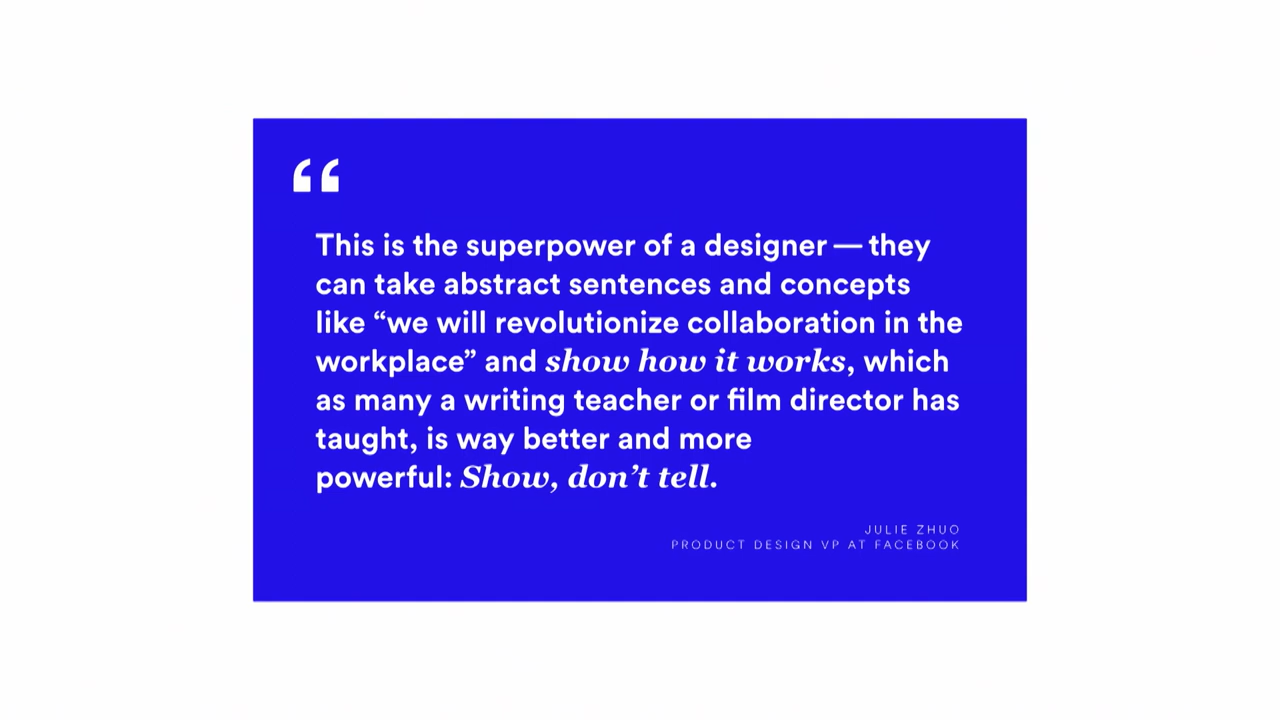 “
This is the superpower of a designer — they
can take abstract sentences and concepts
like “we will revolutionize collaboration in the
workplace” and show how it works, which
as many a writing teacher or film director has
taught, is way better and more
powerful: Show, don’t tell.
JULIE ZHUO
PRODUCT DESIGN VP AT FACEBOOK